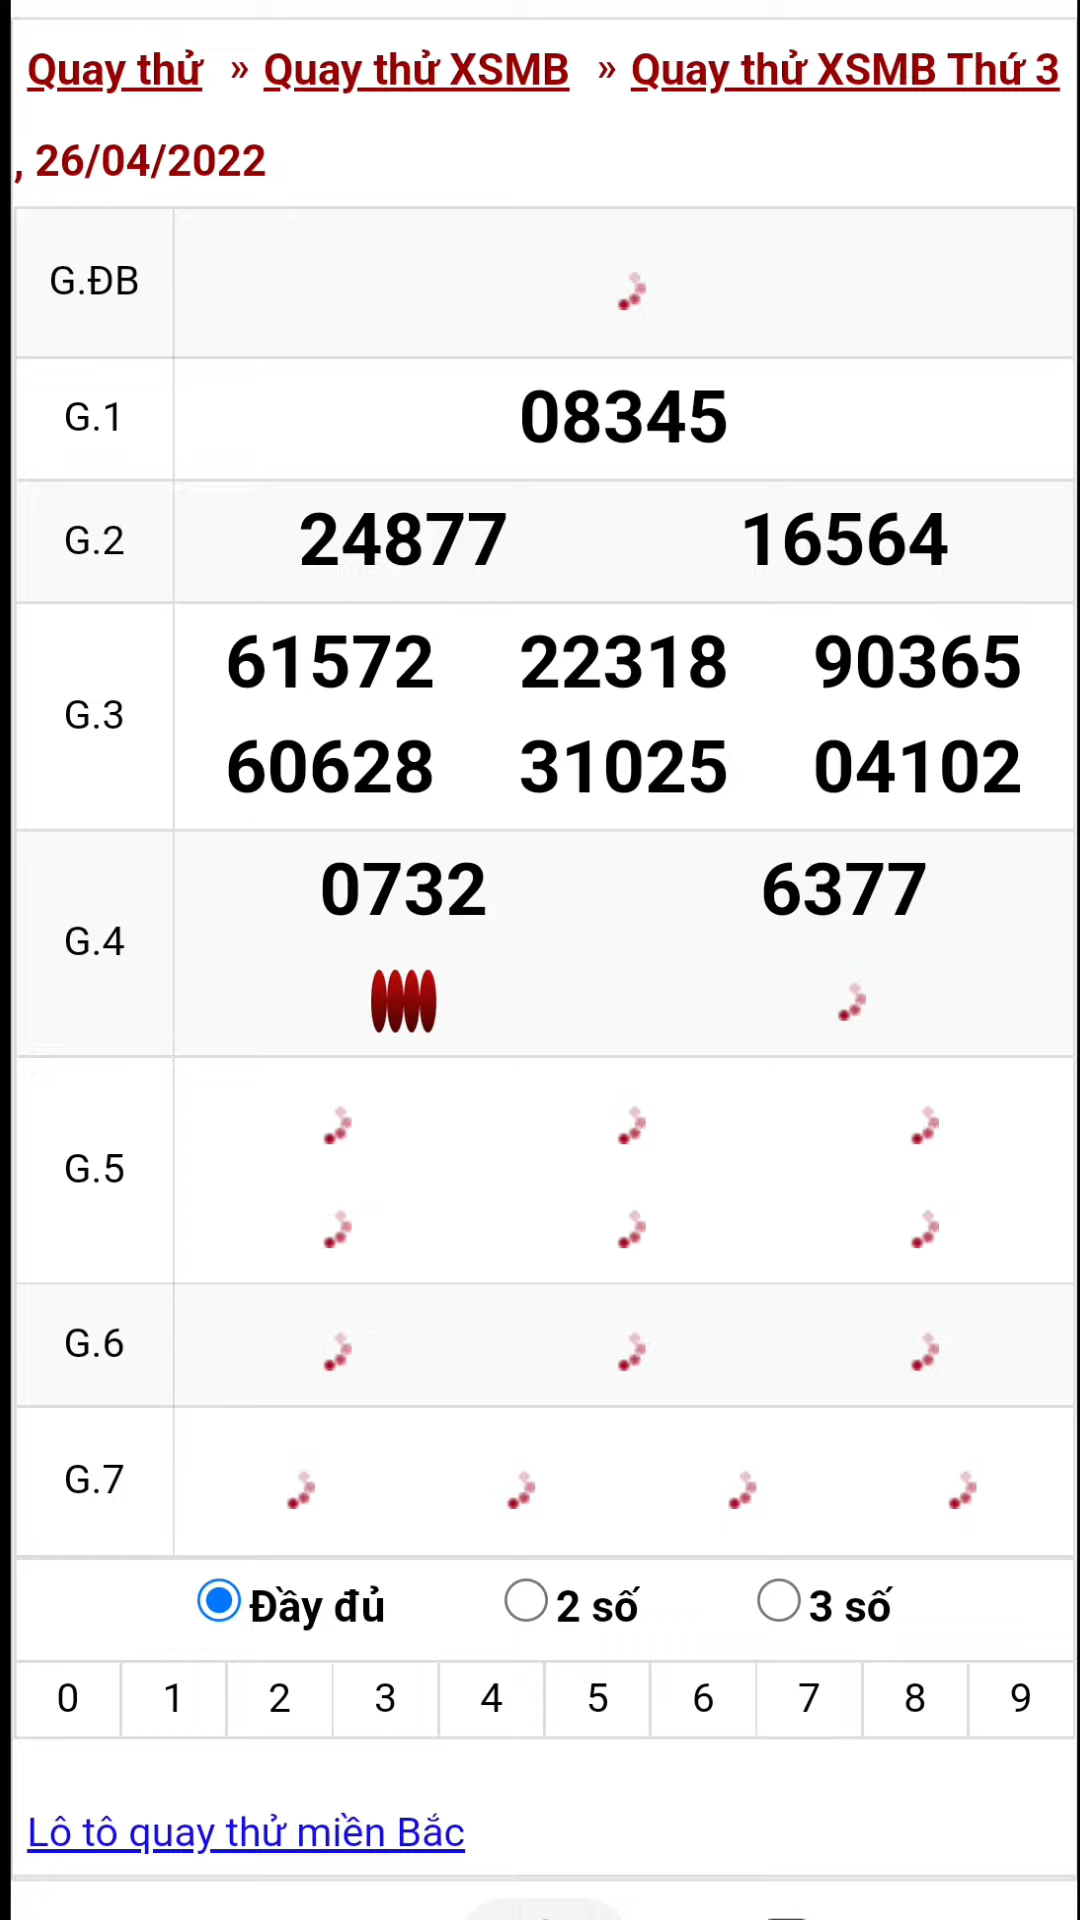 Quay thử » Quay thử XSMB » Quay thử XSMB Thứ 3
, 26/04/2022
G.ĐB
G.1 08345
G.2 24877 16564
61572 22318 90365
G.3
60628 31025 04102
0732 6377
G.4
G.5
G.6
G.7
Đầy đủ 2 số 3 số
0 1 2 3 4 5 6 7 8 9
Lô tô quay thử miền Bắc